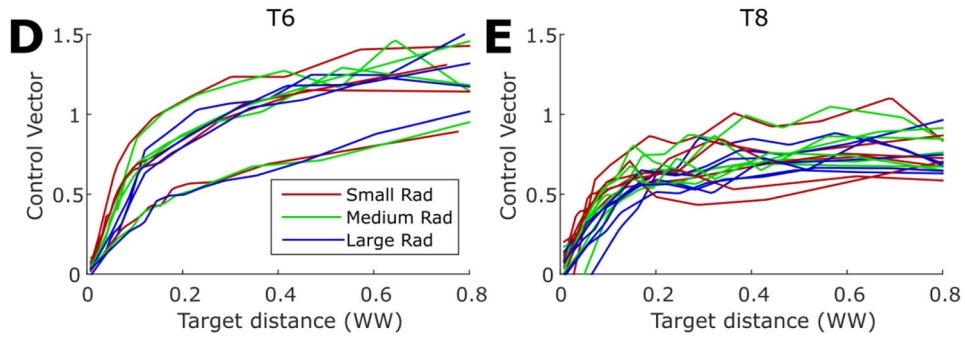 D
T6
E
T8
Control Vector
1.5
1
0.5
0
0
0.2
0.4
0.6
0.8
Target distance (WW)
Small Rad
Medium Rad
Large Rad
Control Vector
1.5
1
0.5
0
0
0.2
0.4
0.6
0.8
Target distance (WW)